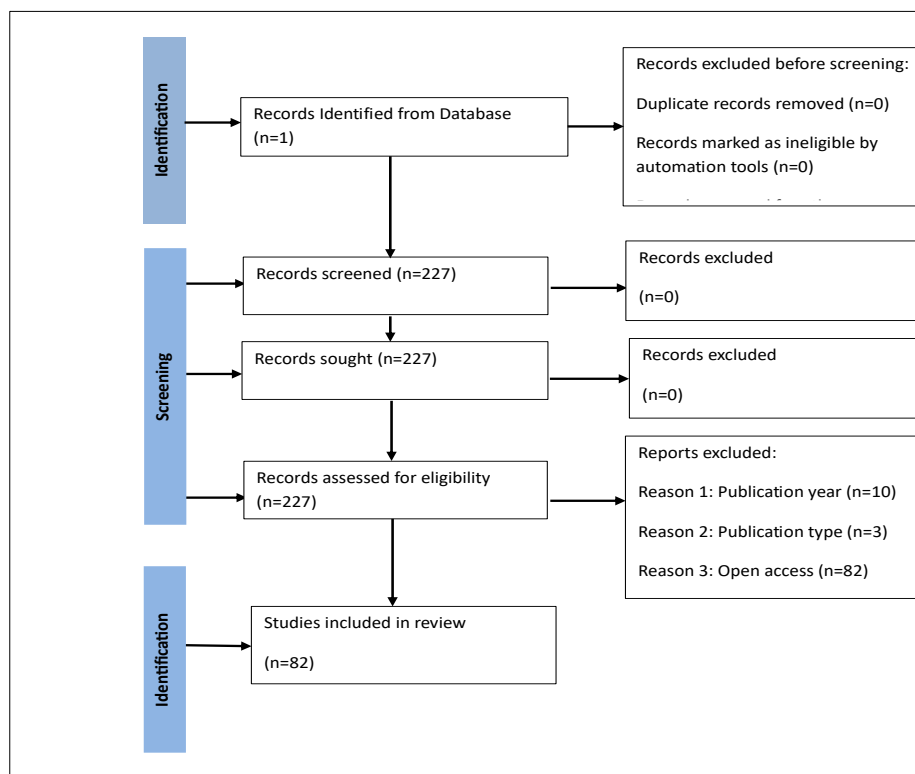 Identification
Records Identified from Database
(n=1)
Records excluded before screening:
Duplicate records removed (n=0)
Records marked as ineligible by
automation tools (n=0)
Screening
Records screened (n=227)
Records excluded
(n=0)
Records sought (n=227)
Records excluded
(n=0)
Records assessed for eligibility
(n=227)
Reports excluded:
Reason 1: Publication year (n=10)
Reason 2: Publication type (n=3)
Reason 3: Open access (n=82)
Identification
Studies included in review
(n=82)